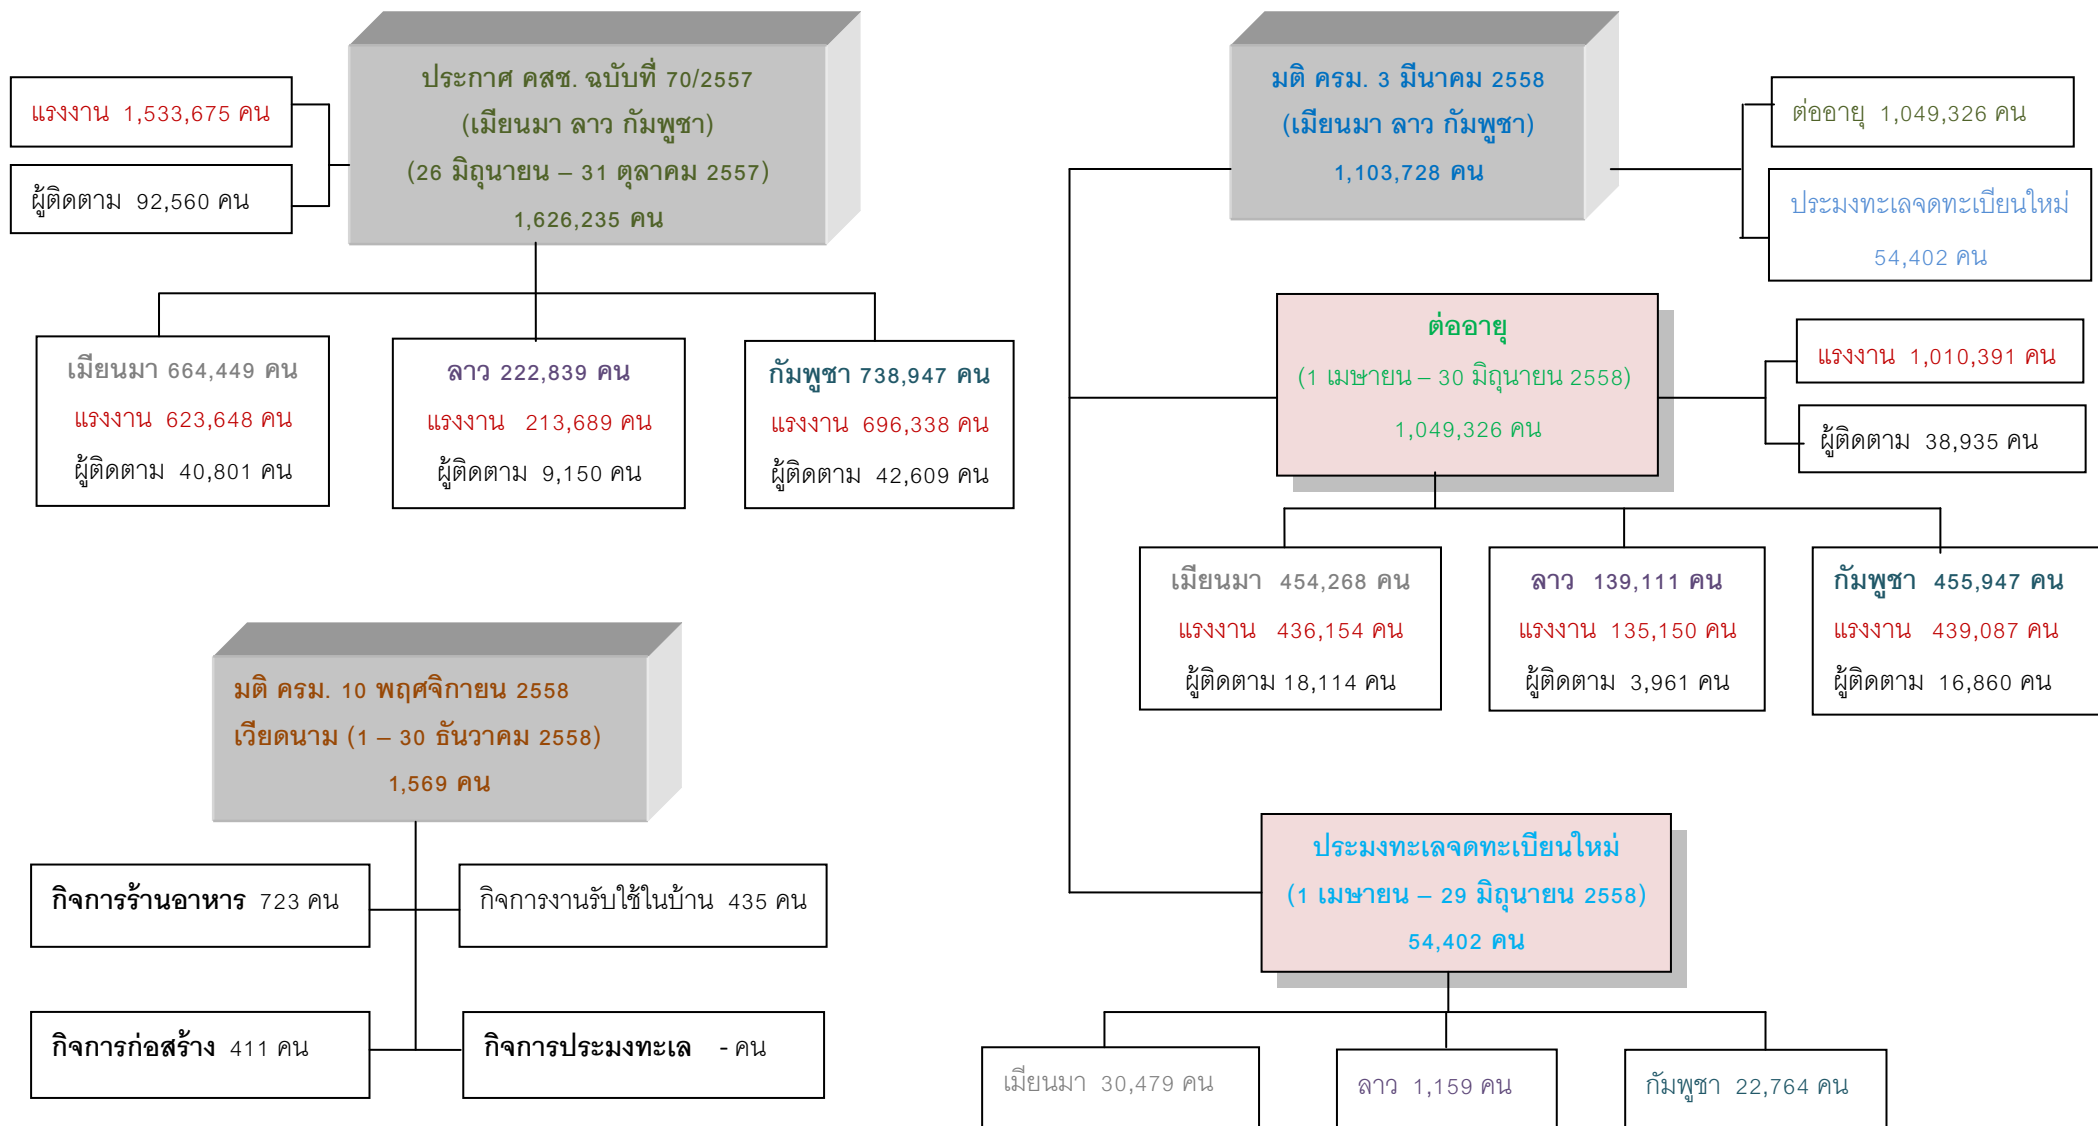 ประกาศ คสช. ฉบับที่ 70/2557
(เมียนมา ลาว กัมพูชา)
(26 มิถุนายน – 31 ตุลาคม 2557)
1,626,235 คน
แรงงาน 1,533,675 คน
ผู้ติดตาม 92,560 คน
เมียนมา 664,449 คน
แรงงาน 623,648 คน
ผู้ติดตาม 40,801 คน
ลาว 222,839 คน
แรงงาน 213,689 คน
ผู้ติดตาม 9,150 คน
กัมพูชา 738,947 คน
แรงงาน 696,338 คน
ผู้ติดตาม 42,609 คน
มติ ครม. 10 พฤศจิกายน 2558
เวียดนาม (1 – 30 ธันวาคม 2558)
1,569 คน
กิจการร้านอาหาร 723 คน
กิจการงานรับใช้ในบ้าน 435 คน
กิจการก่อสร้าง 411 คน
กิจการประมงทะเล - คน
มติ ครม. 3 มีนาคม 2558
(เมียนมา ลาว กัมพูชา)
1,103,728 คน
ต่ออายุ 1,049,326 คน
ประมงทะเลจดทะเบียนใหม่
54,402 คน
ต่ออายุ
(1 เมษายน – 30 มิถุนายน 2558)
1,049,326 คน
แรงงาน 1,010,391 คน
ผู้ติดตาม 38,935 คน
เมียนมา 454,268 คน
แรงงาน 436,154 คน
ผู้ติดตาม 18,114 คน
ลาว 139,111 คน
แรงงาน 135,150 คน
ผู้ติดตาม 3,961 คน
กัมพูชา 455,947 คน
แรงงาน 439,087 คน
ผู้ติดตาม 16,860 คน
ประมงทะเลจดทะเบียนใหม่
(1 เมษายน – 29 มิถุนายน 2558)
54,402 คน
เมียนมา 30,479 คน
ลาว 1,159 คน
กัมพูชา 22,764 คน